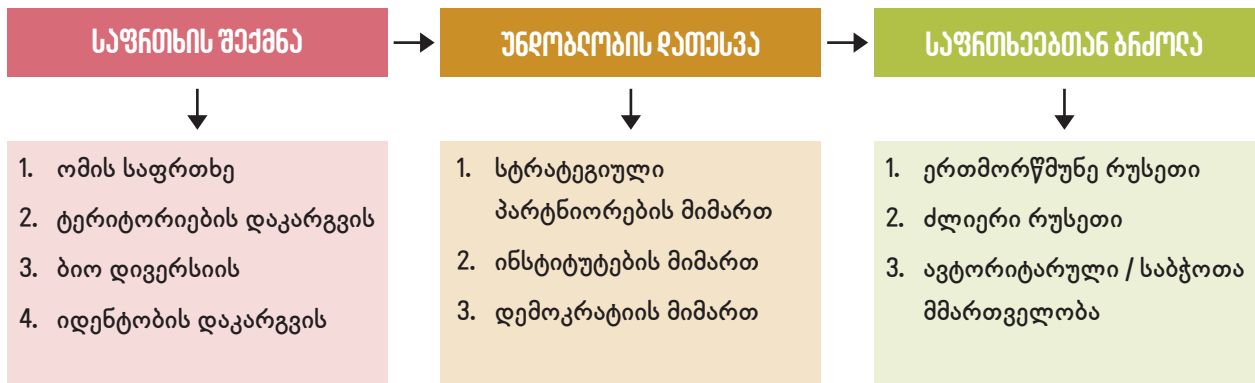 საფრთხის შექმნა
უნდობლობის დათესვა
საფრთხეებთან ბრძოლა
1. ომის საფრთხე
2. ტერიტორიების დაკარგვის
3. ბიო დივერსიის
4. იდენტობის დაკარგვის
1. სტრატეგიული
პარტნიორების მიმართ
2. ინსტიტუტების მიმართ
3. დემოკრატიის მიმართ
1. ერთმორწმუნე რუსეთი
2. ძლიერი რუსეთი
3. ავტორიტარული / საბჭოთა
მმართველობა